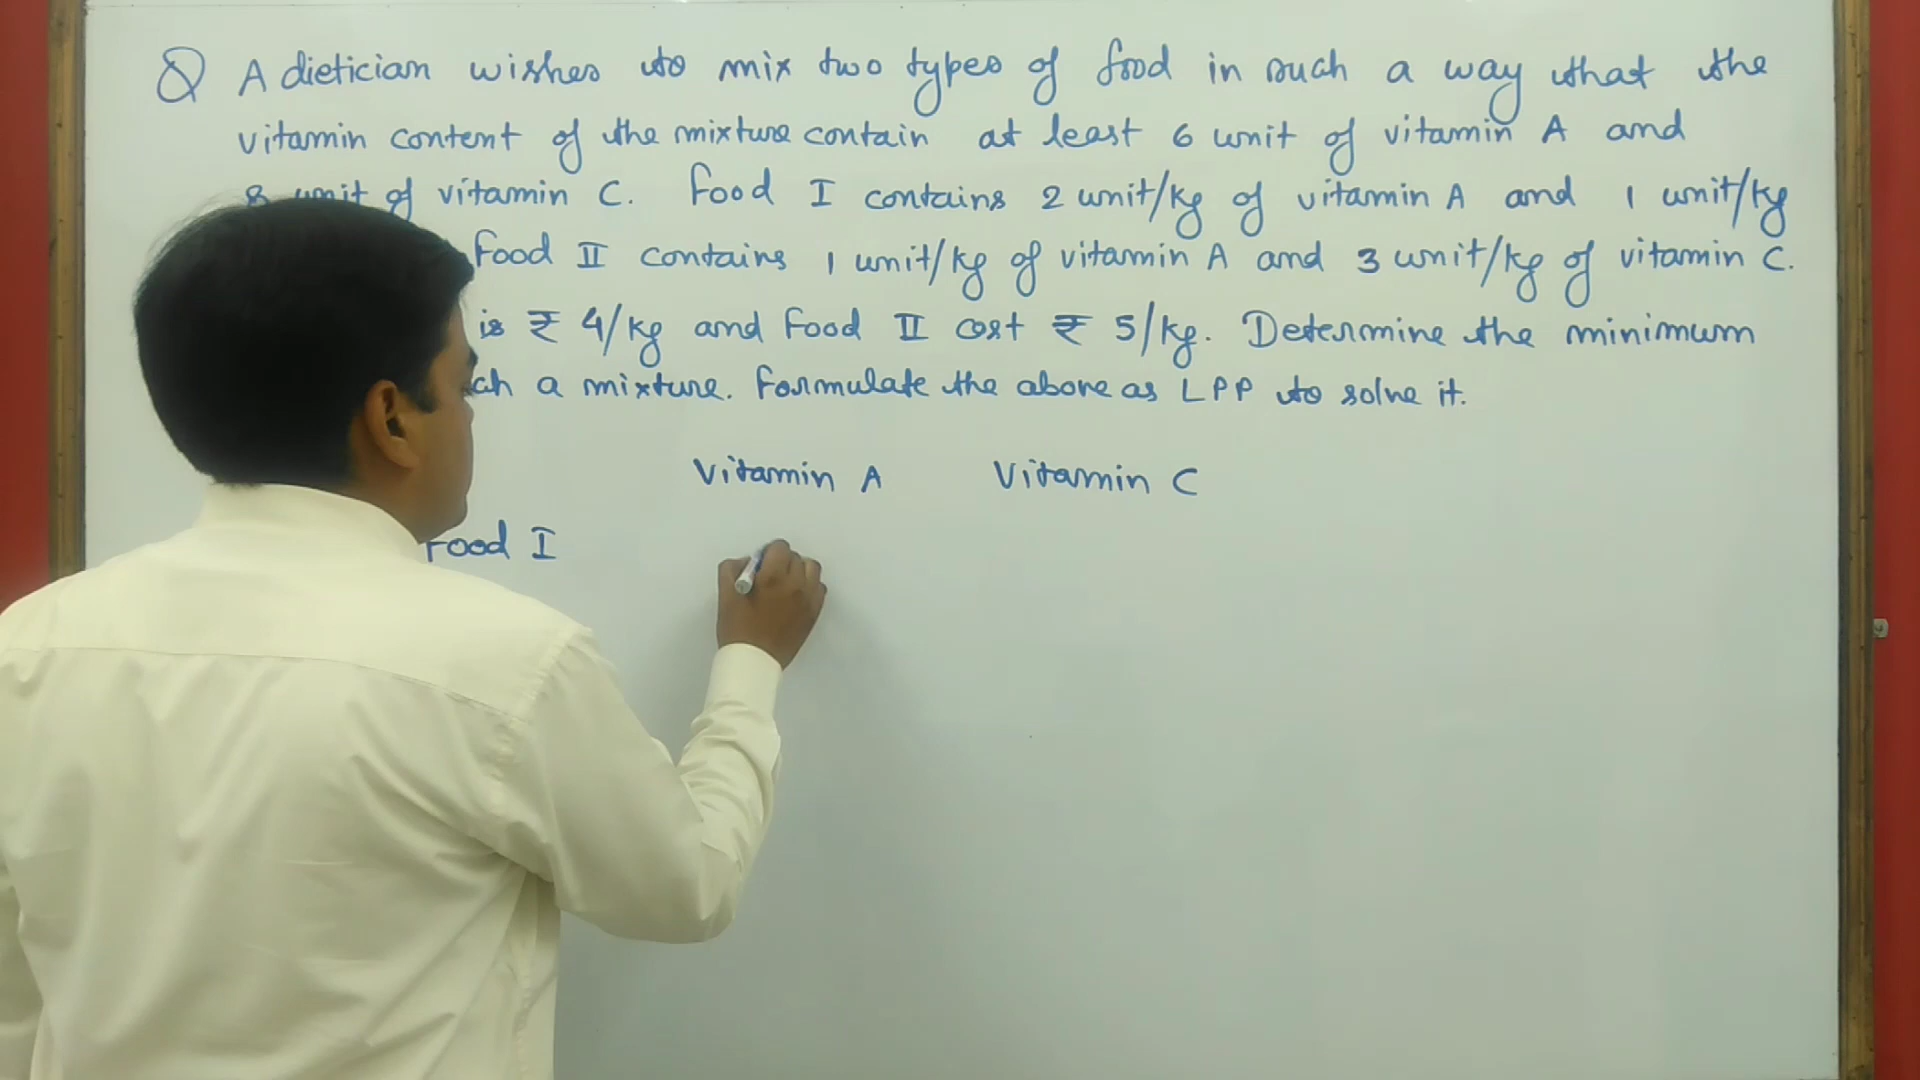 Q A dietician wishes to mix two types of food in such a way that the
vitamin content of the mixture contain at least 6 unit of vitamin A and
8 unit of vitamin C. Food I contains 2 unit/kg of vitamin A and 1 unit/kg
Food II contains 1 unit/kg of vitamin A and 3 unit/kg of vitamin C.
is ₹ 4/kg and Food II cost ₹ 5/kg. Determine the minimum
ch a mixture. Formulate the above as LPP to solve it.
Vitamin A Vitamin C
Food I